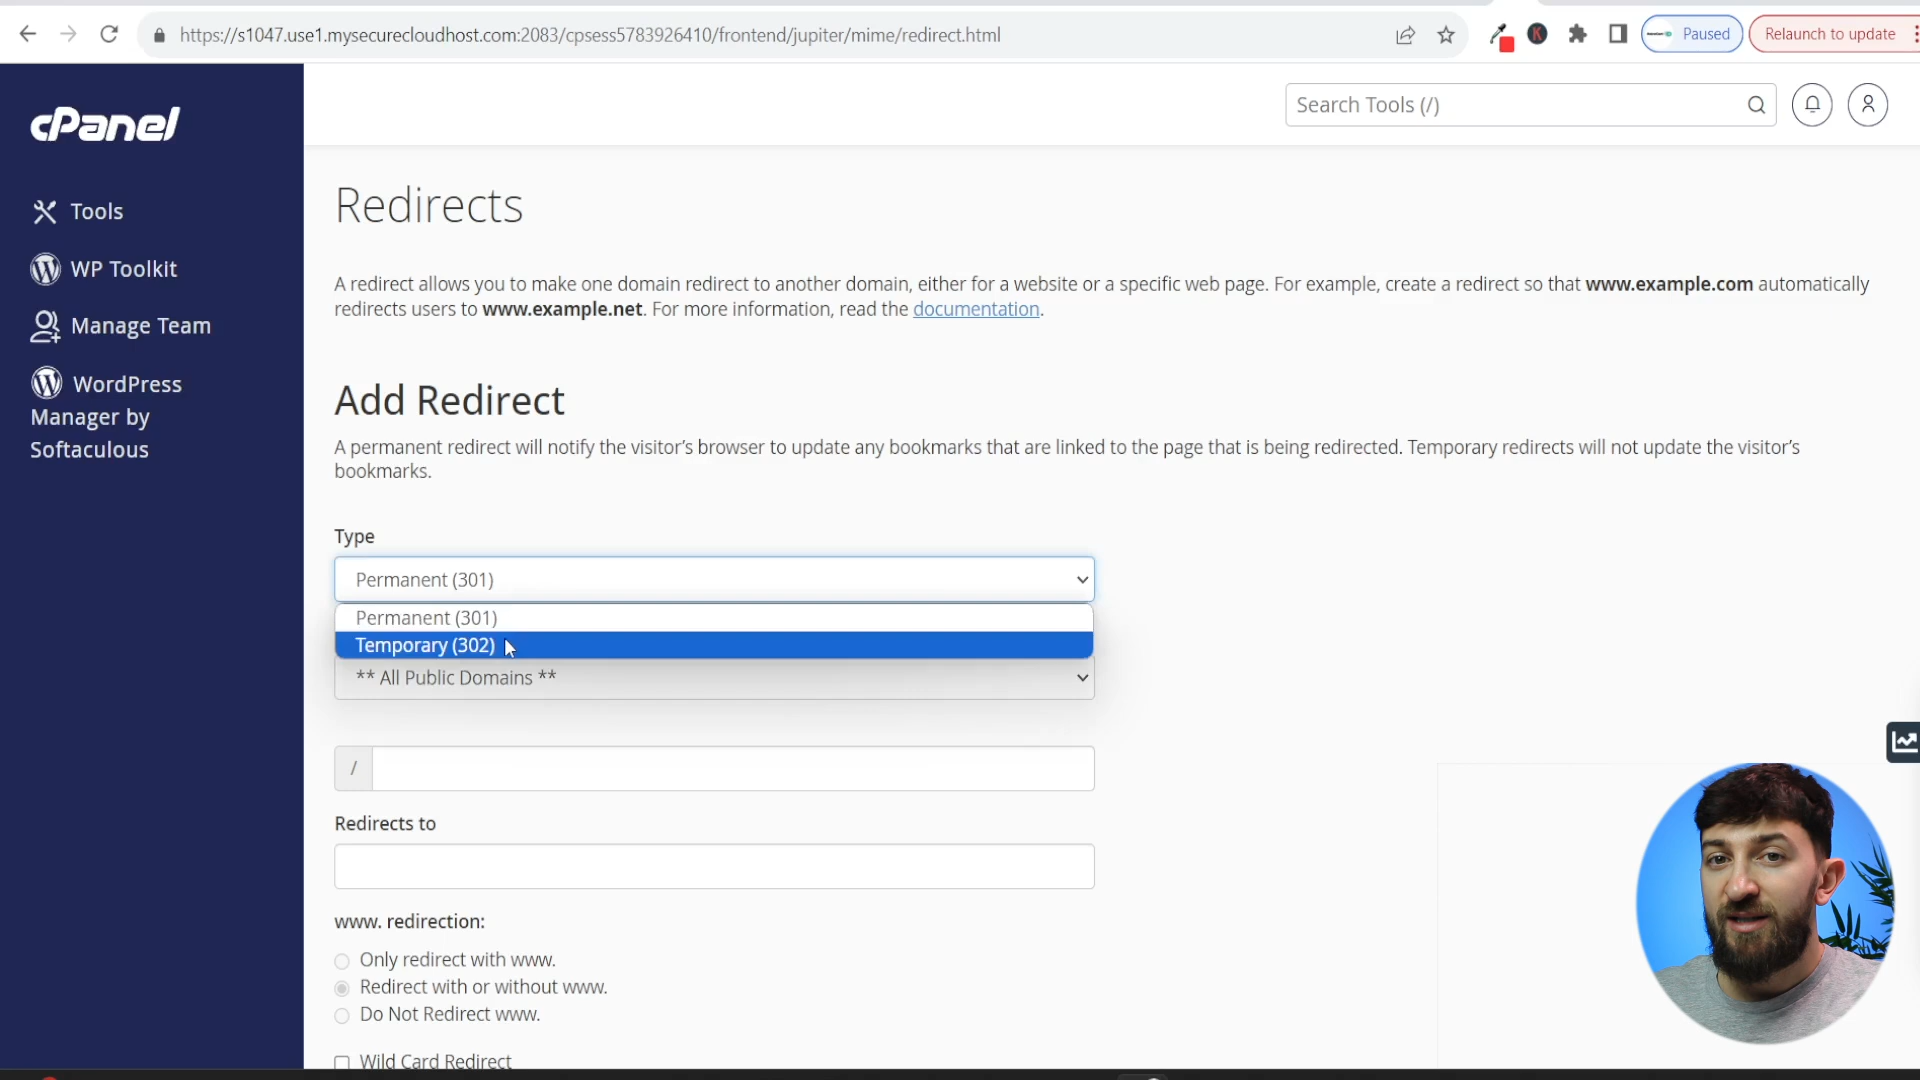 https://s1047.use1.mysecurecloudhost.com:2083/cpsess5783926410/frontend/jupiter/mime/redirect.html
K
Paused
Relaunch to update
cPanel
Search Tools (/)
Tools
WP Toolkit
Manage Team
WordPress
Manager by
Softaculous
Redirects
A redirect allows you to make one domain redirect to another domain, either for a website or a specific web page. For example, create a redirect so that www.example.com automatically
redirects users to www.example.net. For more information, read the documentation.
Add Redirect
A permanent redirect will notify the visitor's browser to update any bookmarks that are linked to the page that is being redirected. Temporary redirects will not update the visitor's
bookmarks.
Type
Permanent (301)
Permanent (301)
Temporary (302)
** All Public Domains **
/
Redirects to
www. redirection:
Only redirect with www.
Redirect with or without www.
Do Not Redirect www.
Wild Card Redirect